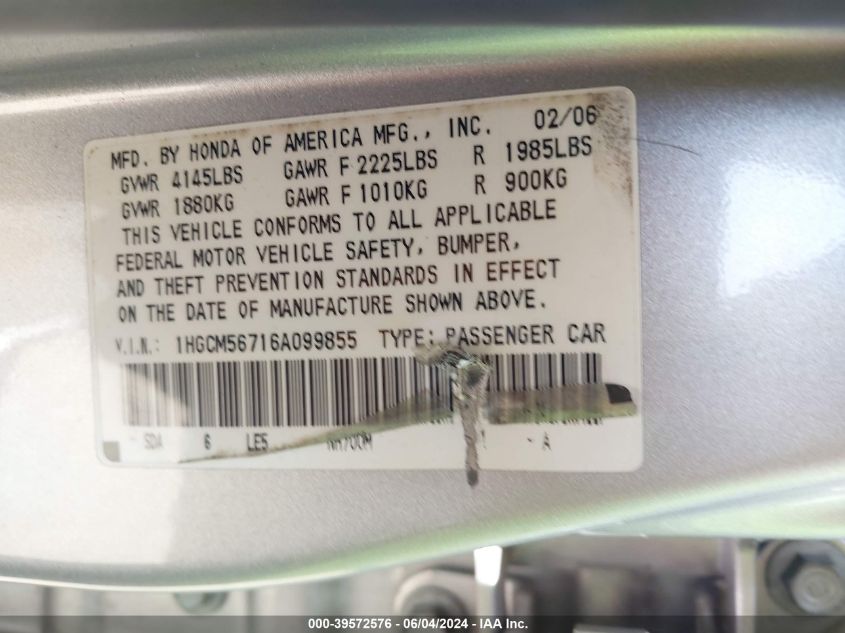 MFD. BY HONDA OF AMERICA MFG., INC. 02/06
GVWR 4145LBS GAWR F 2225LBS R 1985LBS
GVWR 1880KG GAWR F 1010KG R 900KG
THIS VEHICLE CONFORMS TO ALL APPLICABLE
FEDERAL MOTOR VEHICLE SAFETY, BUMPER,
AND THEFT PREVENTION STANDARDS IN EFFECT
ON THE DATE OF MANUFACTURE SHOWN ABOVE.
V.I.N.: 1HGCM56716A099855 TYPE: PASSENGER CAR
SDA 6 LE5 NH700M - A
000-39572576 | 06/04/2024 | IAA Inc.